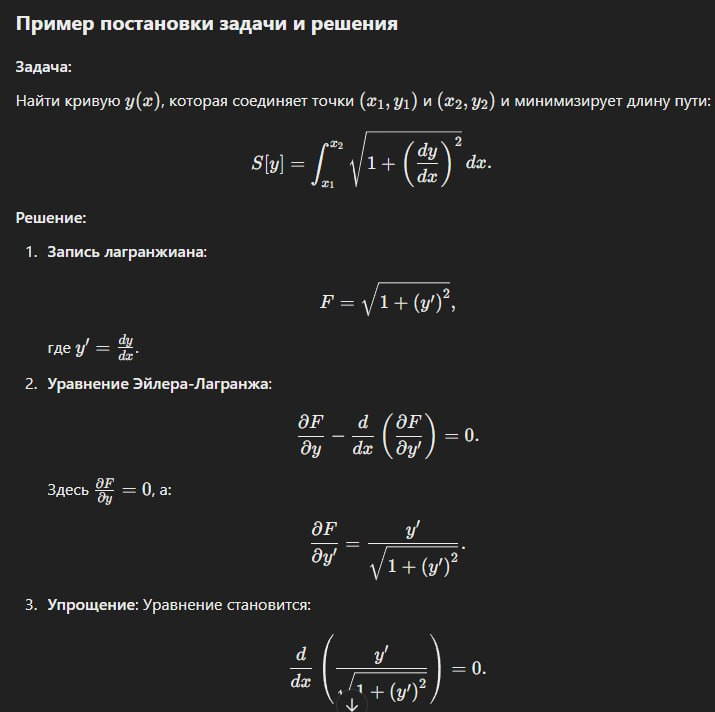 Пример постановки задачи и решения
Задача:
Найти кривую y(x), которая соединяет точки (x₁, y₁) и (x₂, y₂) и минимизирует длину пути:
S[y] = ∫_{x₁}^{x₂} √(1 + (dy/dx)²) dx.
Решение:
1. Запись лагранжиана:
F = √(1 + (y′)²),
где y′ = dy/dx.
2. Уравнение Эйлера-Лагранжа:
∂F/∂y − d/dx (∂F/∂y′) = 0.
Здесь ∂F/∂y = 0, а:
∂F/∂y′ = y′/√(1 + (y′)²).
3. Упрощение: Уравнение становится:
d/dx (y′/√(1 + (y′)²)) = 0.